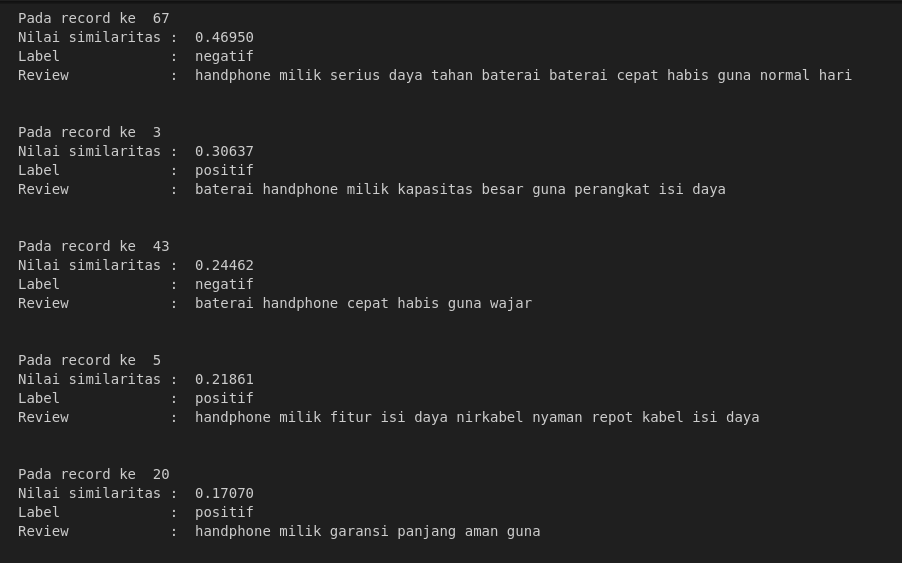 Pada record ke  67
Nilai similaritas :  0.46950
Label             :  negatif
Review            :  handphone milik serius daya tahan baterai baterai cepat habis guna normal hari
Pada record ke  3
Nilai similaritas :  0.30637
Label             :  positif
Review            :  baterai handphone milik kapasitas besar guna perangkat isi daya
Pada record ke  43
Nilai similaritas :  0.24462
Label             :  negatif
Review            :  baterai handphone cepat habis guna wajar
Pada record ke  5
Nilai similaritas :  0.21861
Label             :  positif
Review            :  handphone milik fitur isi daya nirkabel nyaman repot kabel isi daya
Pada record ke  20
Nilai similaritas :  0.17070
Label             :  positif
Review            :  handphone milik garansi panjang aman guna